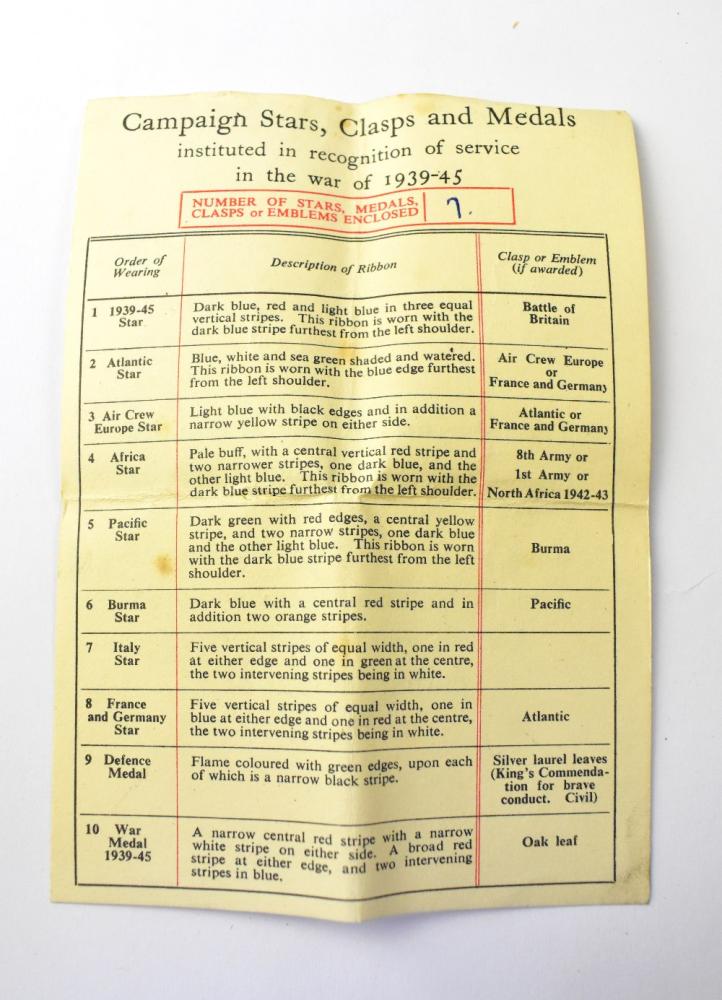 Campaign Stars, Clasps and Medals
instituted in recognition of service
in the war of 1939-45
NUMBER OF STARS, MEDALS,
CLASPS or EMBLEMS ENCLOSED
7.
Order of
Wearing
Description of Ribbon
Clasp or Emblem
(if awarded)
1 1939-45
Star
Dark blue, red and light blue in three equal
vertical stripes. This ribbon is worn with the
dark blue stripe furthest from the left shoulder.
Battle of
Britain
2 Atlantic
Star
Blue, white and sea green shaded and watered.
This ribbon is worn with the blue edge furthest
from the left shoulder.
Air Crew Europe
or
France and Germany
3 Air Crew
Europe Star
Light blue with black edges and in addition a
narrow yellow stripe on either side.
Atlantic or
France and Germany
4 Africa
Star
Pale buff, with a central vertical red stripe and
two narrower stripes, one dark blue, and the
other light blue. This ribbon is worn with the
dark blue stripe furthest from the left shoulder.
8th Army or
1st Army or
North Africa 1942-43
5 Pacific
Star
Dark green with red edges, a central yellow
stripe, and two narrow stripes, one dark blue
and the other light blue. This ribbon is worn
with the dark blue stripe furthest from the left
shoulder.
Burma
6 Burma
Star
Dark blue with a central red stripe and in
addition two orange stripes.
Pacific
7 Italy
Star
Five vertical stripes of equal width, one in red
at either edge and one in green at the centre,
the two intervening stripes being in white.
8 France
and Germany
Star
Five vertical stripes of equal width, one in
blue at either edge and one in red at the centre,
the two intervening stripes being in white.
Atlantic
9 Defence
Medal
Flame coloured with green edges, upon each
of which is a narrow black stripe.
Silver laurel leaves
(King's Commenda-
tion for brave
conduct. Civil)
10 War
Medal
1939-45
A narrow central red stripe with a narrow
white stripe on either side. A broad red
stripe at either edge, and two intervening
stripes in blue.
Oak leaf